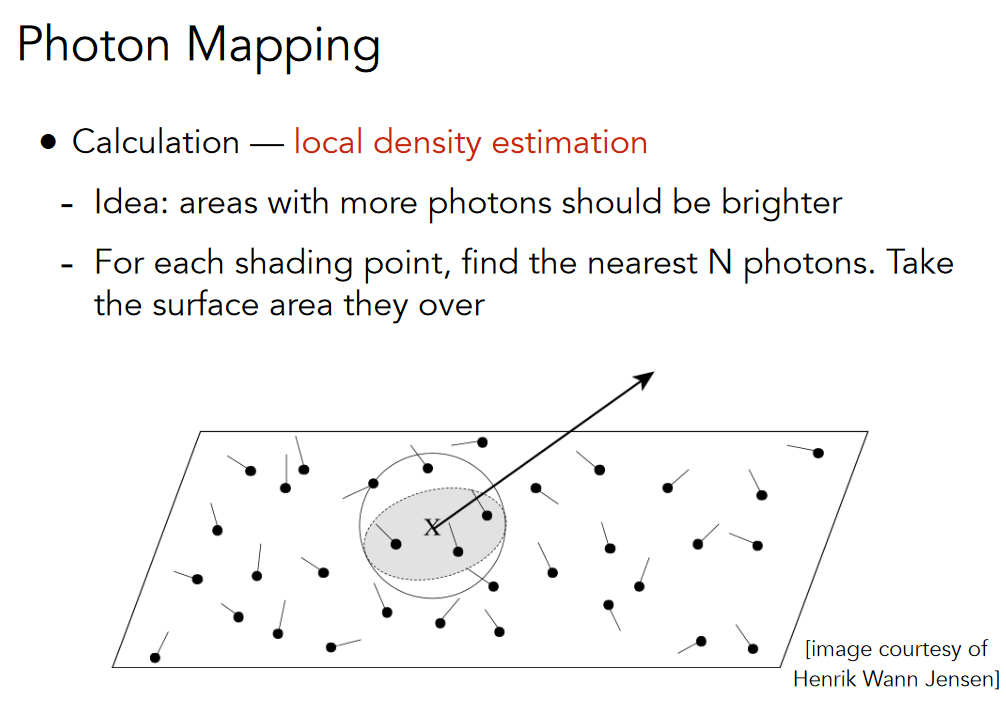 Photon Mapping
• Calculation — local density estimation
- Idea: areas with more photons should be brighter
- For each shading point, find the nearest N photons. Take
the surface area they over
X
[image courtesy of
Henrik Wann Jensen]